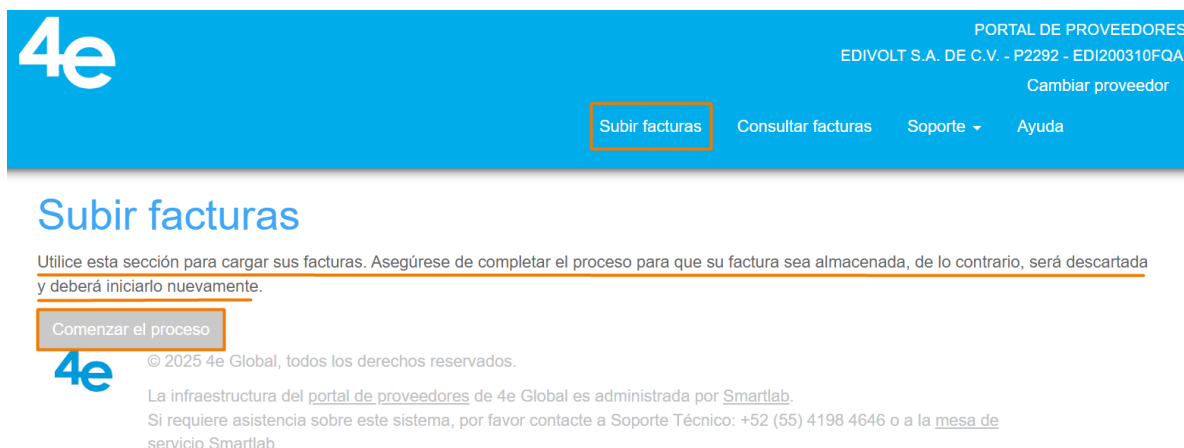 4e
PORTAL DE PROVEEDORES
EDIVOLT S.A. DE C.V. - P2292 - EDI200310FQA
Cambiar proveedor
Subir facturas Consultar facturas Soporte Ayuda
Subir facturas
Utilice esta sección para cargar sus facturas. Asegúrese de completar el proceso para que su factura sea almacenada, de lo contrario, será descartada
y deberá iniciarlo nuevamente.
Comenzar el proceso
4e
© 2025 4e Global, todos los derechos reservados.
La infraestructura del portal de proveedores de 4e Global es administrada por Smartlab.
Si requiere asistencia sobre este sistema, por favor contacte a Soporte Técnico: +52 (55) 4198 4646 o a la mesa de
servicio Smartlab.